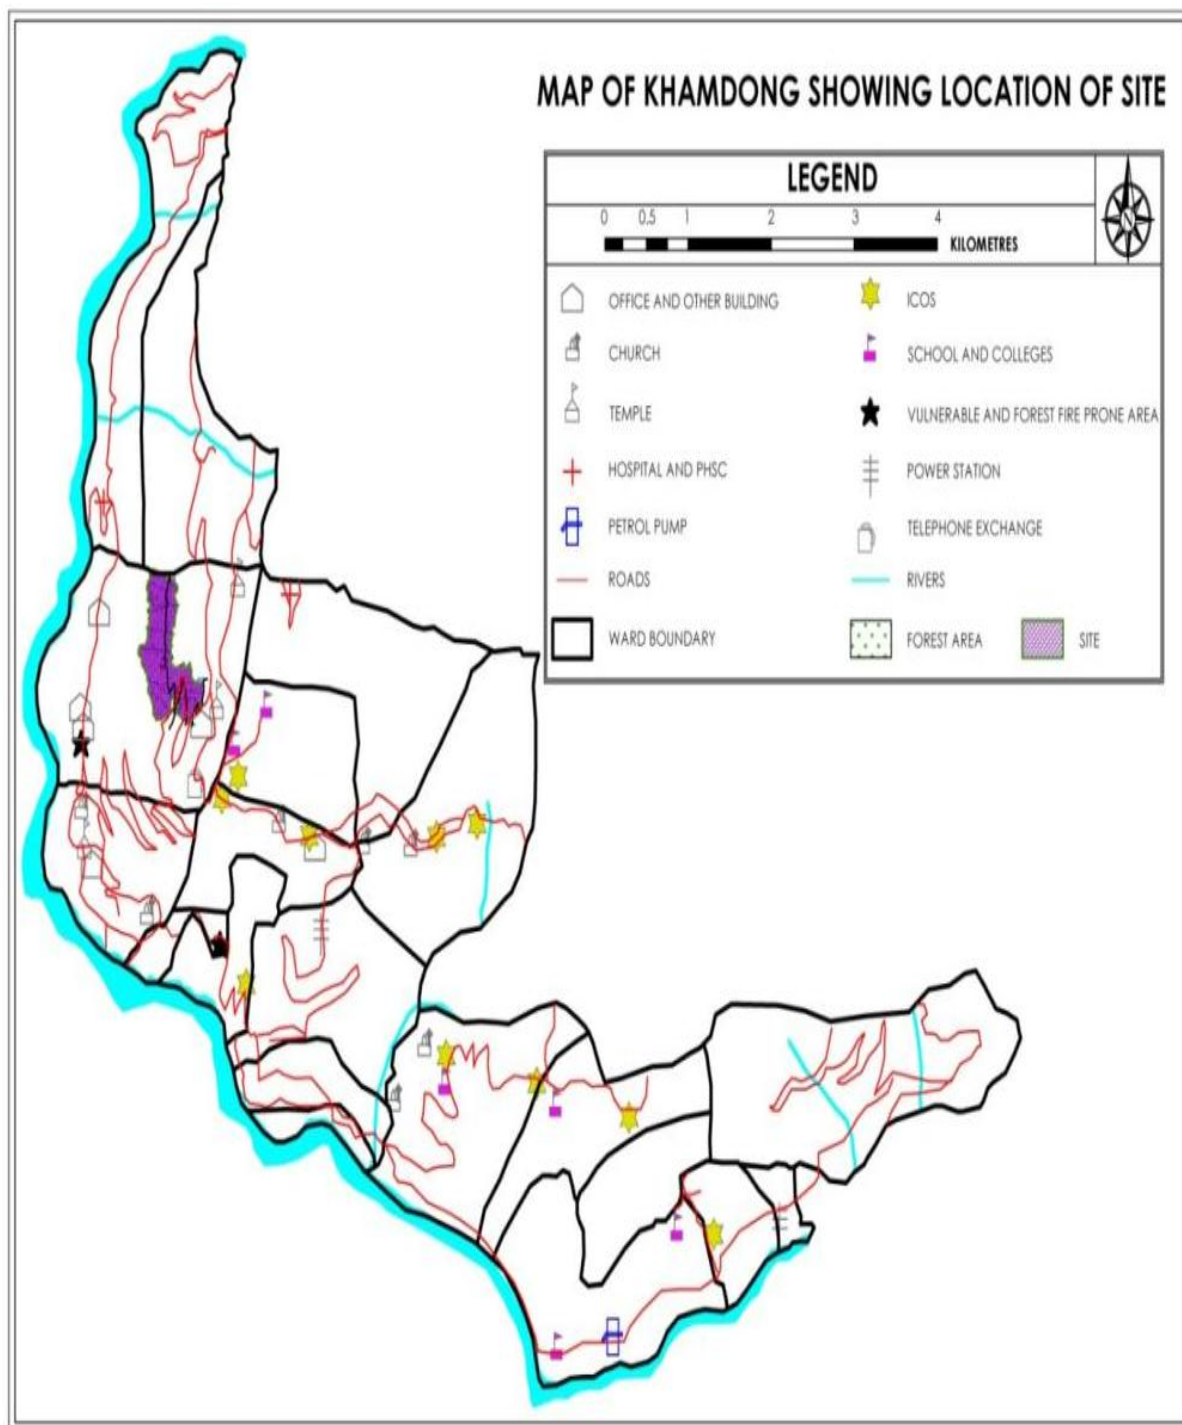 MAP OF KHAMDONG SHOWING LOCATION OF SITE
LEGEND
0 0.5 1 2 3 4
KILOMETRES
N
OFFICE AND OTHER BUILDING
ICOS
CHURCH
SCHOOL AND COLLEGES
TEMPLE
VULNERABLE AND FOREST FIRE PRONE AREA
HOSPITAL AND PHSC
POWER STATION
PETROL PUMP
TELEPHONE EXCHANGE
ROADS
RIVERS
WARD BOUNDARY
FOREST AREA
SITE